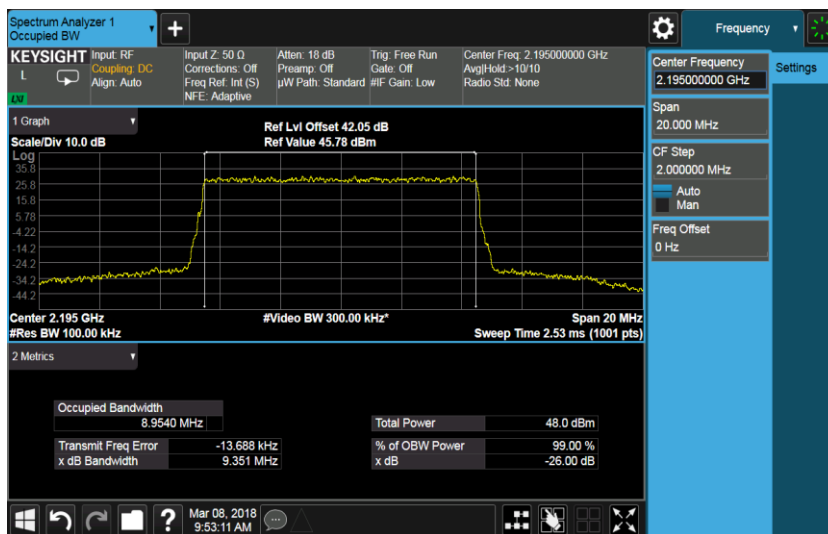 Spectrum Analyzer 1
Occupied BW
+
Frequency
KEYSIGHT
L
LXI
Input: RF
Coupling: DC
Align: Auto
Input Z: 50 Ω
Corrections: Off
Freq Ref: Int (S)
NFE: Adaptive
Atten: 18 dB
Preamp: Off
µW Path: Standard
Trig: Free Run
Gate: Off
#IF Gain: Low
Center Freq: 2.195000000 GHz
Avg|Hold:>10/10
Radio Std: None
Center Frequency
2.195000000 GHz
Settings
Span
20.000 MHz
CF Step
2.000000 MHz
Auto
Man
Freq Offset
0 Hz
1 Graph
Scale/Div 10.0 dB
Ref Lvl Offset 42.05 dB
Ref Value 45.78 dBm
Log
35.8
25.8
15.8
5.78
-4.22
-14.2
-24.2
-34.2
-44.2
Center 2.195 GHz
#Video BW 300.00 kHz*
Span 20 MHz
#Res BW 100.00 kHz
Sweep Time 2.53 ms (1001 pts)
2 Metrics
Occupied Bandwidth
8.9540 MHz
Total Power 48.0 dBm
Transmit Freq Error -13.688 kHz
% of OBW Power 99.00 %
x dB Bandwidth 9.351 MHz
x dB -26.00 dB
?
Mar 08, 2018
9:53:11 AM